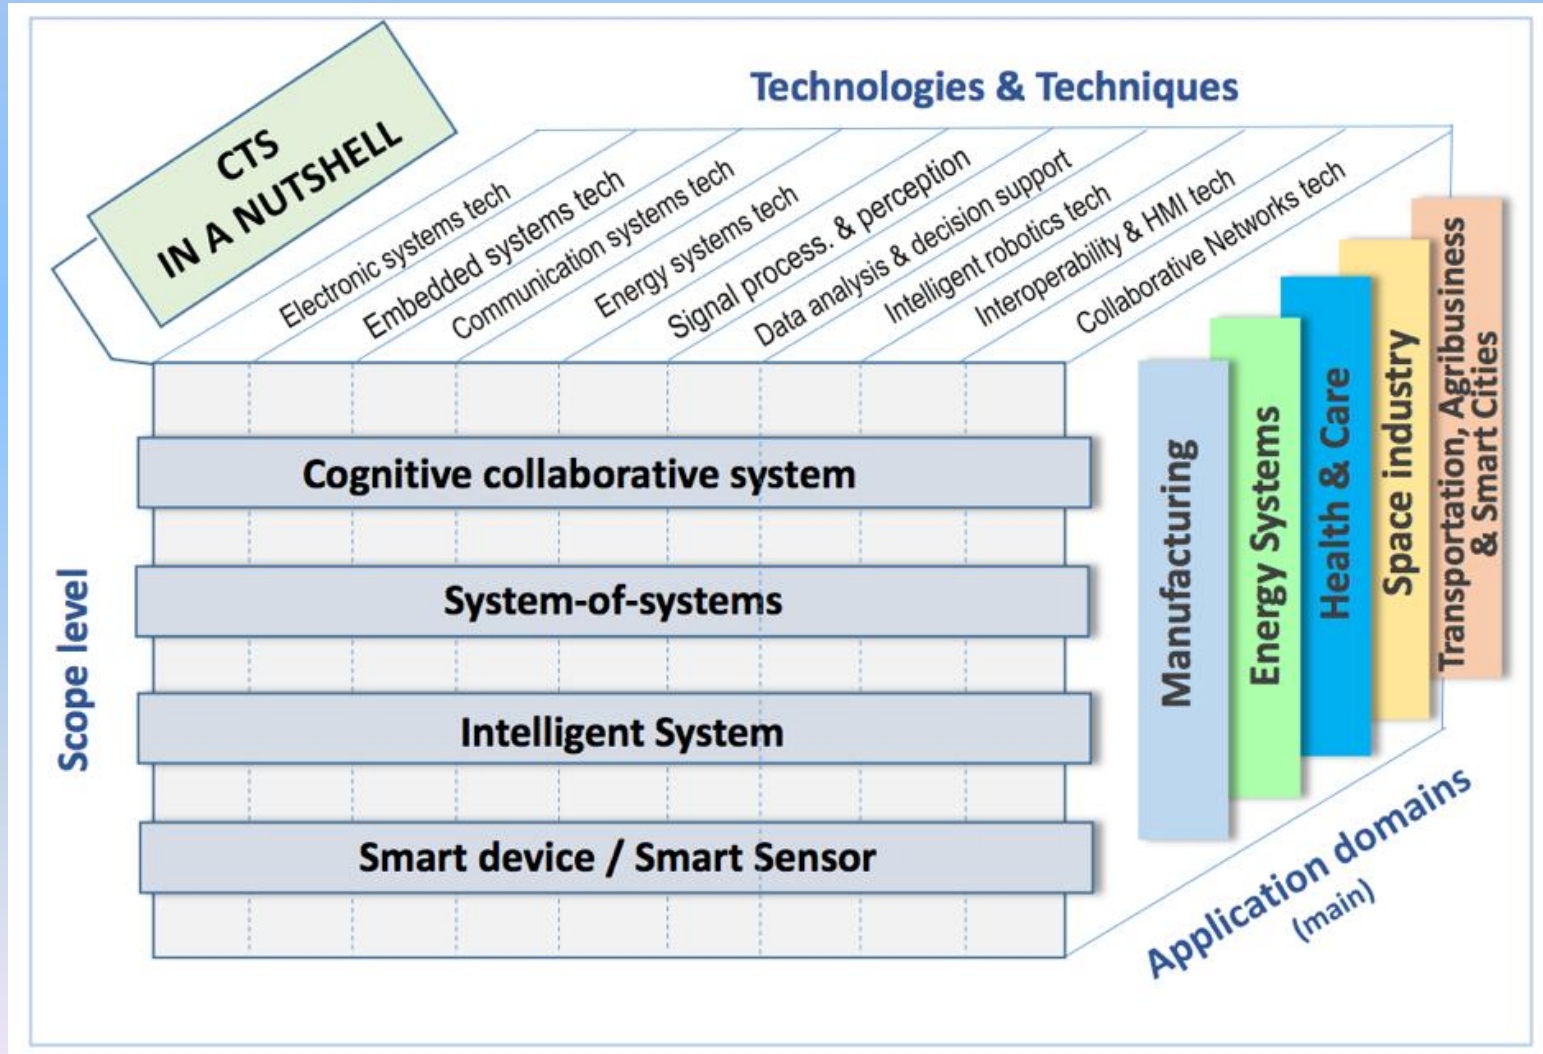 CTS
IN A NUTSHELL
Technologies & Techniques
Electronic systems tech
Embedded systems tech
Communication systems tech
Energy systems tech
Signal process. & perception
Data analysis & decision support
Intelligent robotics tech
Interoperability & HMI tech
Collaborative Networks tech
Scope level
Cognitive collaborative system
System-of-systems
Intelligent System
Smart device / Smart Sensor
Manufacturing
Energy Systems
Health & Care
Space industry
Transportation, Agribusiness
& Smart Cities
Application domains
(main)